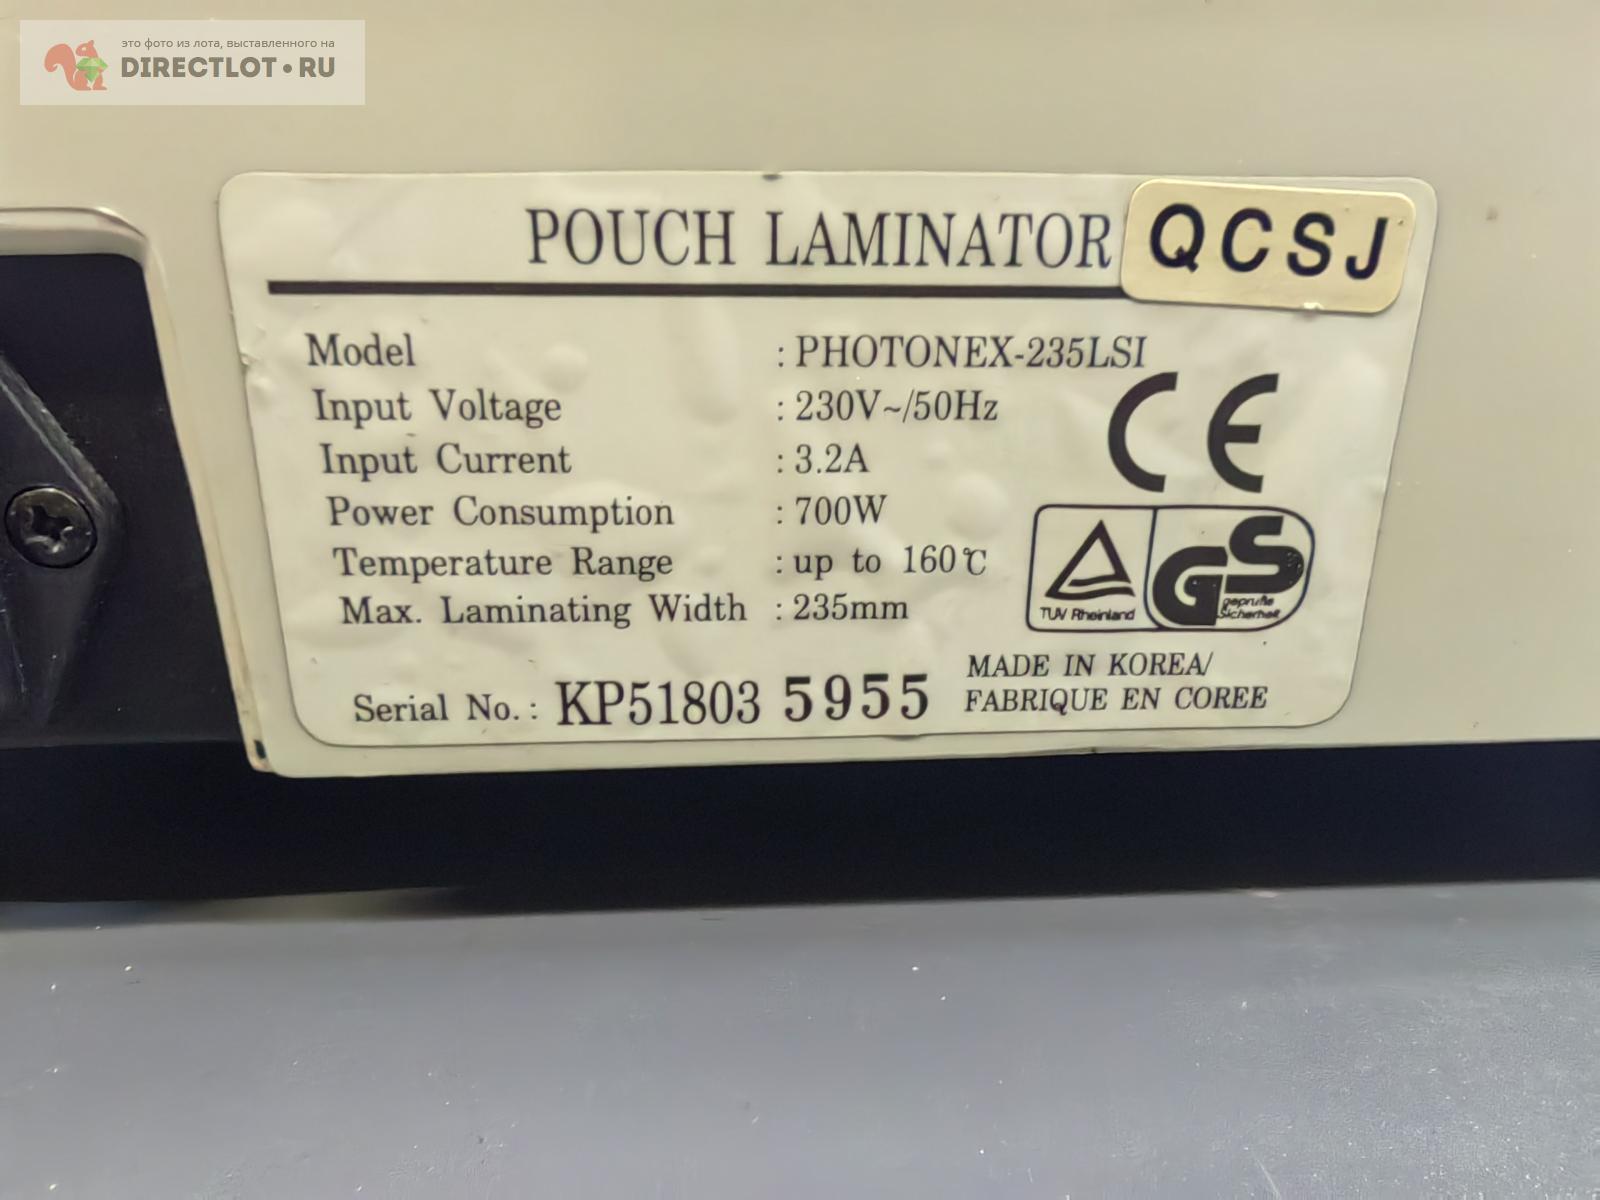 это фото из лота, выставленного на
DIRECTLOT•RU
POUCH LAMINATOR QCSJ
Model : PHOTONEX-235LSI
Input Voltage : 230V~/50Hz
CE
Input Current : 3.2A
Power Consumption : 700W
Temperature Range : up to 160℃
Max. Laminating Width : 235mm
TÜV Rheinland
GS
geprüfte
Sicherheit
Serial No.: KP51803 5955
MADE IN KOREA/
FABRIQUE EN COREE